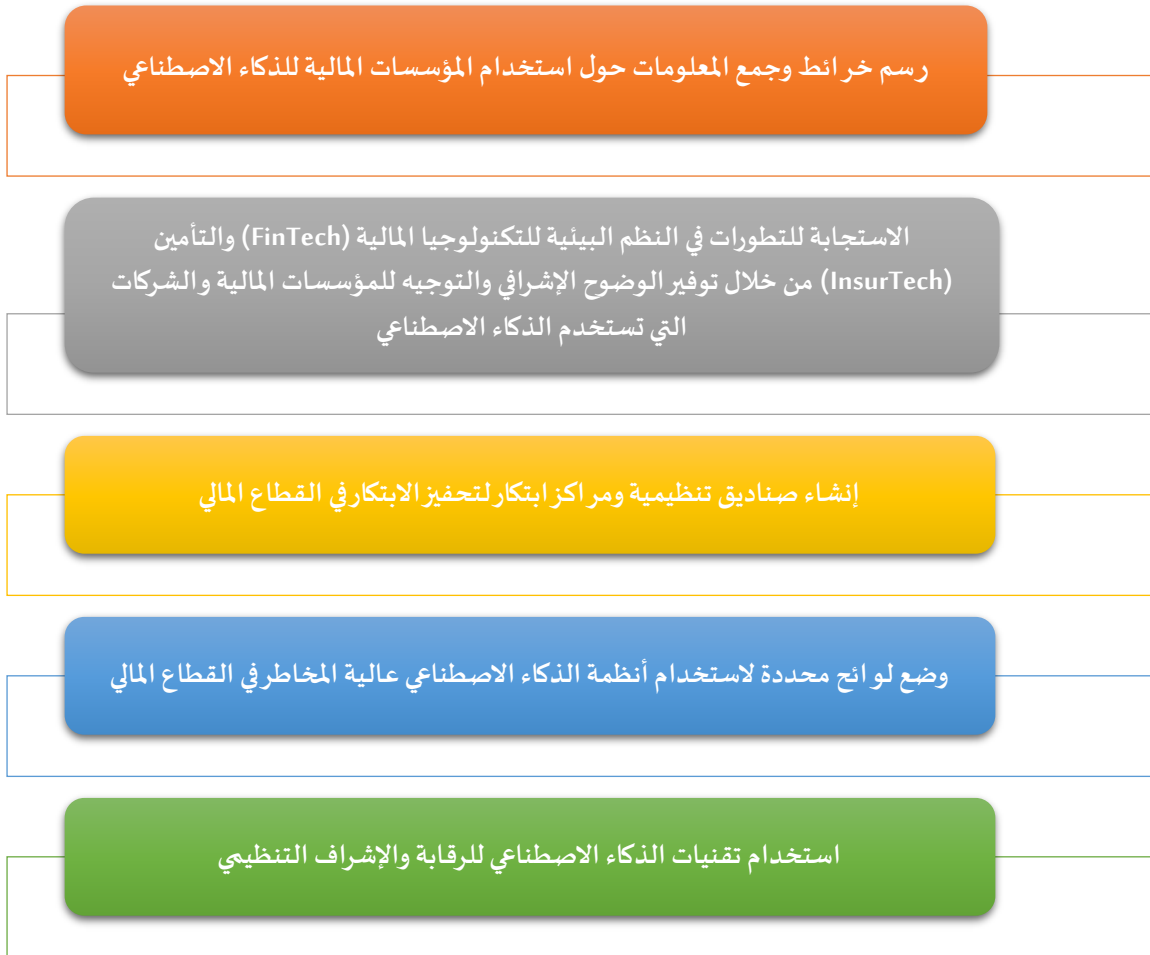 رسم خرائط وجمع المعلومات حول استخدام المؤسسات المالية للذكاء الاصطناعي
الاستجابة للتطورات في النظم البيئية للتكنولوجيا المالية (FinTech) والتأمين
(InsurTech) من خلال توفير الوضوح الإشرافي والتوجيه للمؤسسات المالية والشركات
التي تستخدم الذكاء الاصطناعي
إنشاء صناديق تنظيمية ومراكز ابتكار لتحفيز الابتكار في القطاع المالي
وضع لوائح محددة لاستخدام أنظمة الذكاء الاصطناعي عالية المخاطر في القطاع المالي
استخدام تقنيات الذكاء الاصطناعي للرقابة والإشراف التنظيمي